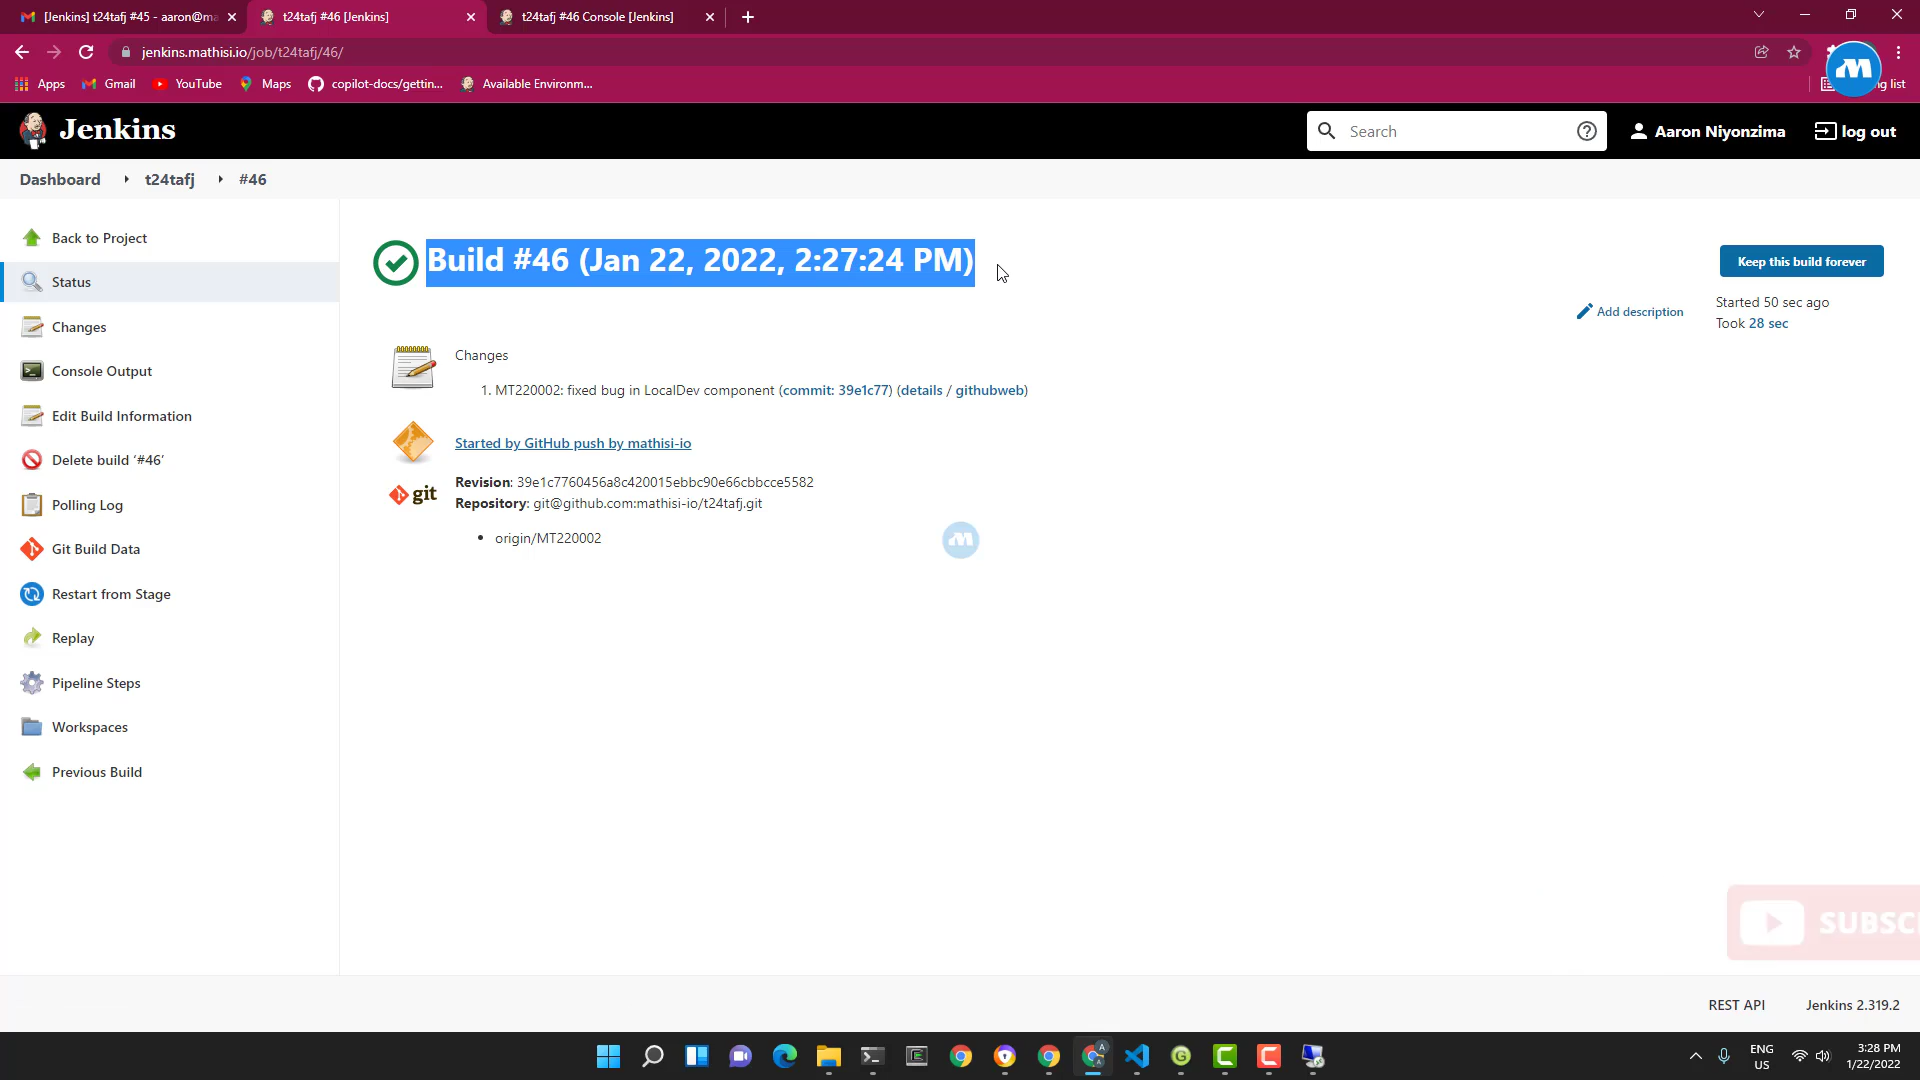 [Jenkins] t24tafj #45 - aaron@ma
t24tafj #46 [Jenkins]
t24tafj #46 Console [Jenkins]
jenkins.mathisi.io/job/t24tafj/46/
Apps
Gmail
YouTube
Maps
copilot-docs/gettin...
Available Environm...
ng list
Jenkins
Search
Aaron Niyonzima
log out
Dashboard
t24tafj
#46
Back to Project
Status
Changes
Console Output
Edit Build Information
Delete build ‘#46’
Polling Log
Git Build Data
Restart from Stage
Replay
Pipeline Steps
Workspaces
Previous Build
Build #46 (Jan 22, 2022, 2:27:24 PM)
Keep this build forever
Add description
Started 50 sec ago
Took 28 sec
Changes
1. MT220002: fixed bug in LocalDev component (commit: 39e1c77) (details / githubweb)
Started by GitHub push by mathisi-io
git
Revision: 39e1c7760456a8c420015ebbc90e66cbbcce5582
Repository: git@github.com:mathisi-io/t24tafj.git
• origin/MT220002
SUBSC
REST API
Jenkins 2.319.2
ENG
US
3:28 PM
1/22/2022